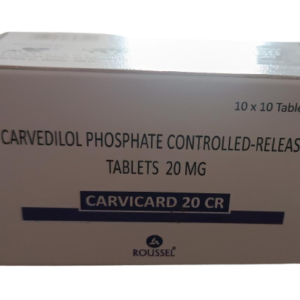 10 x 10 Table
CARVEDILOL PHOSPHATE CONTROLLED-RELEAS
TABLETS 20 MG
CARVICARD 20 CR
ROUSSEL